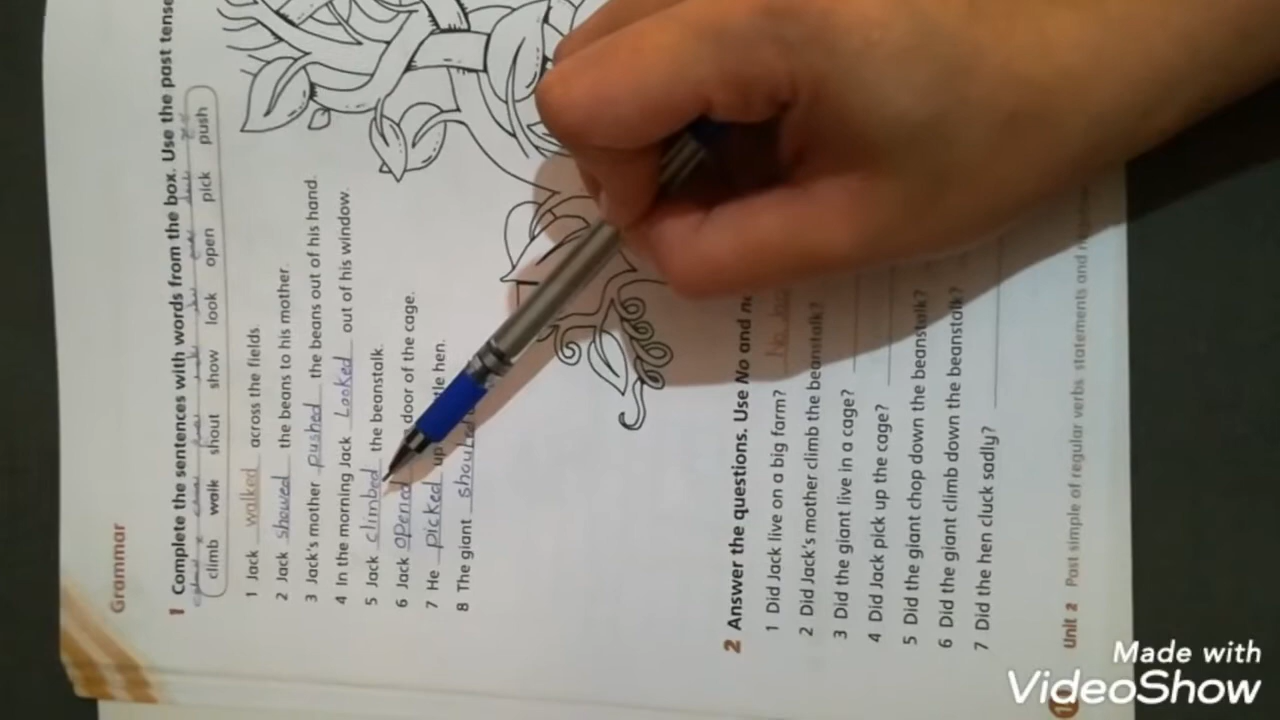 Grammar
1 Complete the sentences with words from the box. Use the past tense
climb walk shout show look open pick push
1 Jack walked across the fields.
2 Jack showed the beans to his mother.
3 Jack's mother pushed the beans out of his hand.
4 In the morning Jack Looked out of his window.
5 Jack climbed the beanstalk.
6 Jack opened door of the cage.
7 He picked up hen.
8 The giant
2 Answer the questions. Use No and
1 Did Jack live on a big farm? No
2 Did Jack's mother climb the beanstalk?
3 Did the giant live in a cage?
4 Did Jack pick up the cage?
5 Did the giant chop down the beanstalk?
6 Did the giant climb down the beanstalk?
7 Did the hen cluck sadly?
Unit 2 Past simple of regular verbs statements and
Made with
VideoShow